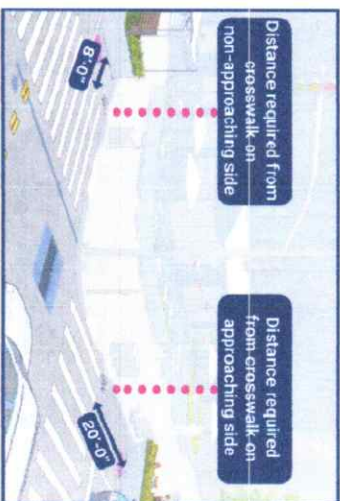 Distance required from
crosswalk on
non-approaching side
8'-0"
Distance required
from crosswalk on
approaching side
20'-0"